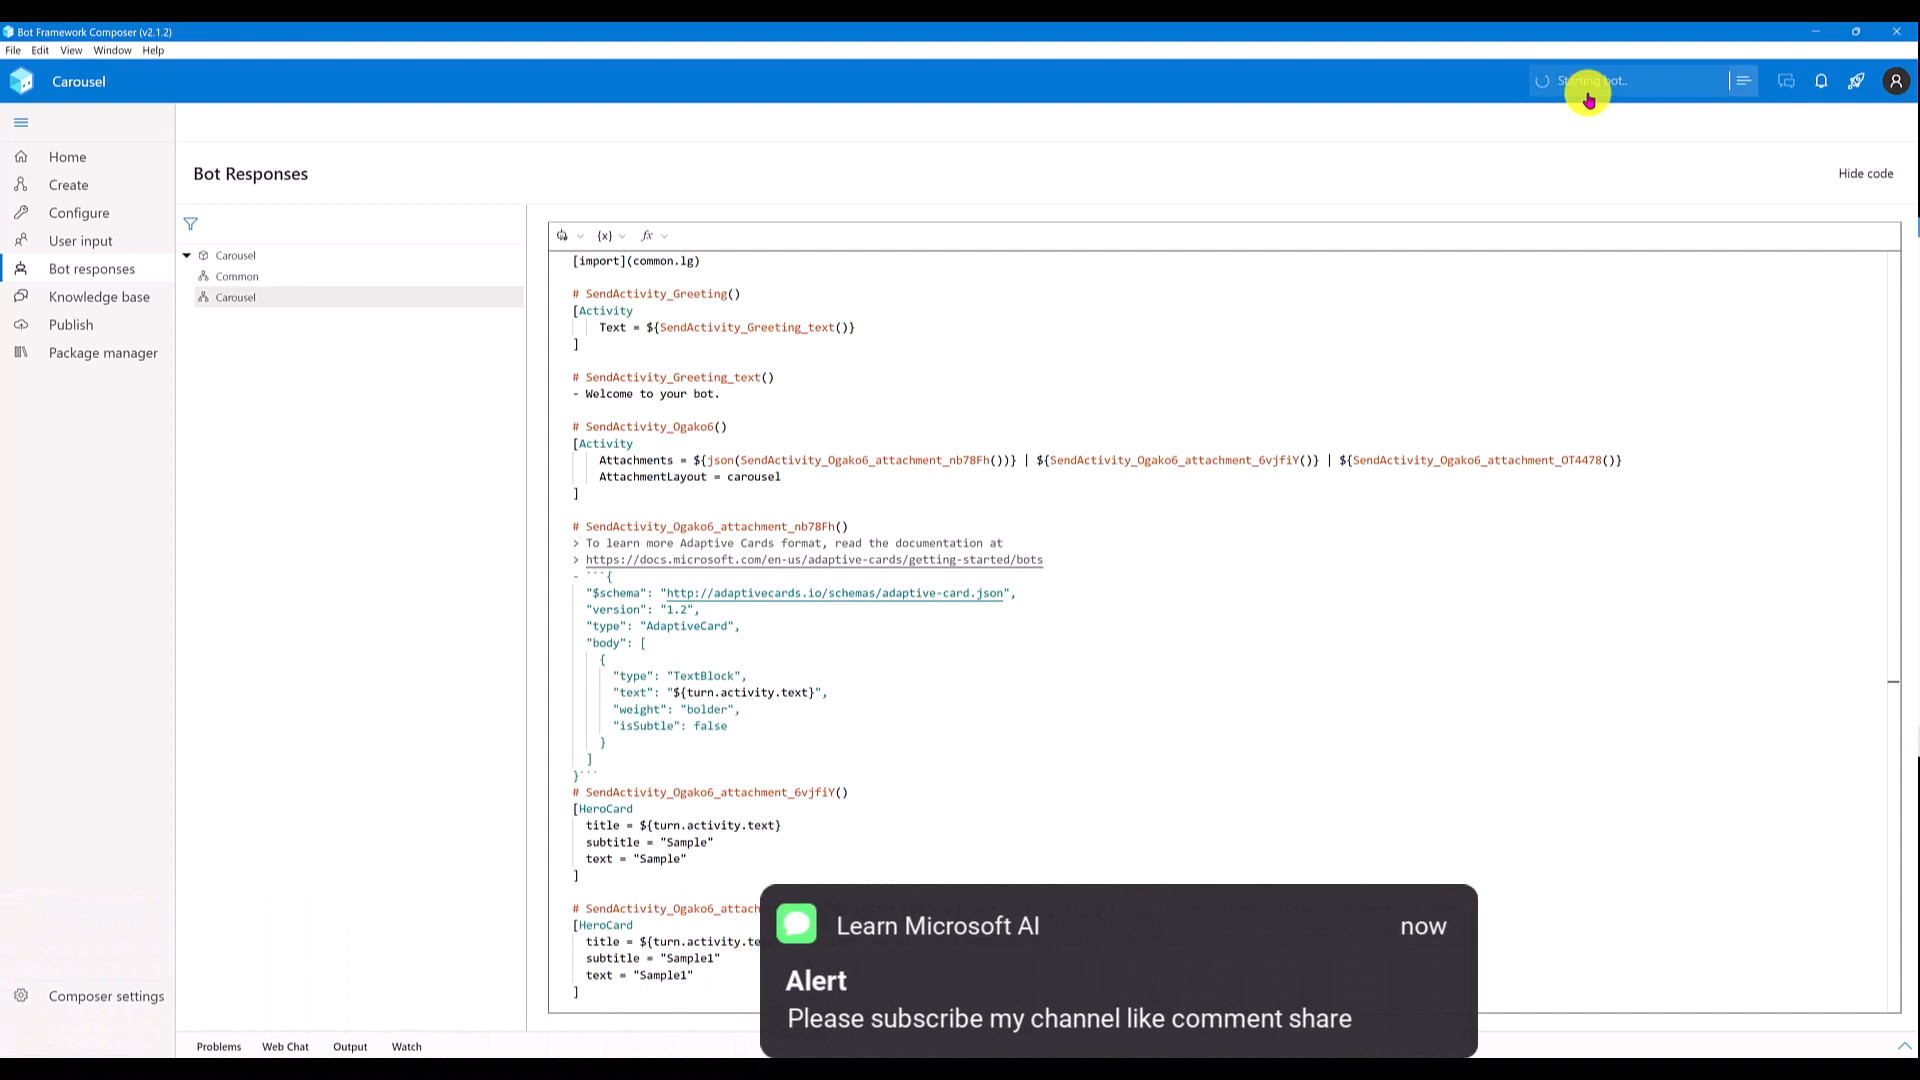 Bot Framework Composer (v2.1.2)
File Edit View Window Help
Carousel
Starting bot..
Home
Create
Configure
User input
Bot responses
Knowledge base
Publish
Package manager
Composer settings
Bot Responses
Hide code
Carousel
Common
Carousel
{x} fx
[import](common.lg)
# SendActivity_Greeting()
[Activity
Text = ${SendActivity_Greeting_text()}
]
# SendActivity_Greeting_text()
- Welcome to your bot.
# SendActivity_Ogako6()
[Activity
Attachments = ${json(SendActivity_Ogako6_attachment_nb78Fh())} | ${SendActivity_Ogako6_attachment_6vjfiY()} | ${SendActivity_Ogako6_attachment_OT4478()}
AttachmentLayout = carousel
]
# SendActivity_Ogako6_attachment_nb78Fh()
> To learn more Adaptive Cards format, read the documentation at
> https://docs.microsoft.com/en-us/adaptive-cards/getting-started/bots
- ```{
"$schema": "http://adaptivecards.io/schemas/adaptive-card.json",
"version": "1.2",
"type": "AdaptiveCard",
"body": [
{
"type": "TextBlock",
"text": "${turn.activity.text}",
"weight": "bolder",
"isSubtle": false
}
]
}```
# SendActivity_Ogako6_attachment_6vjfiY()
[HeroCard
title = ${turn.activity.text}
subtitle = "Sample"
text = "Sample"
]
# SendActivity_Ogako6_attach
[HeroCard
title = ${turn.activity.te
subtitle = "Sample1"
text = "Sample1"
]
Learn Microsoft AI now
Alert
Please subscribe my channel like comment share
Problems Web Chat Output Watch